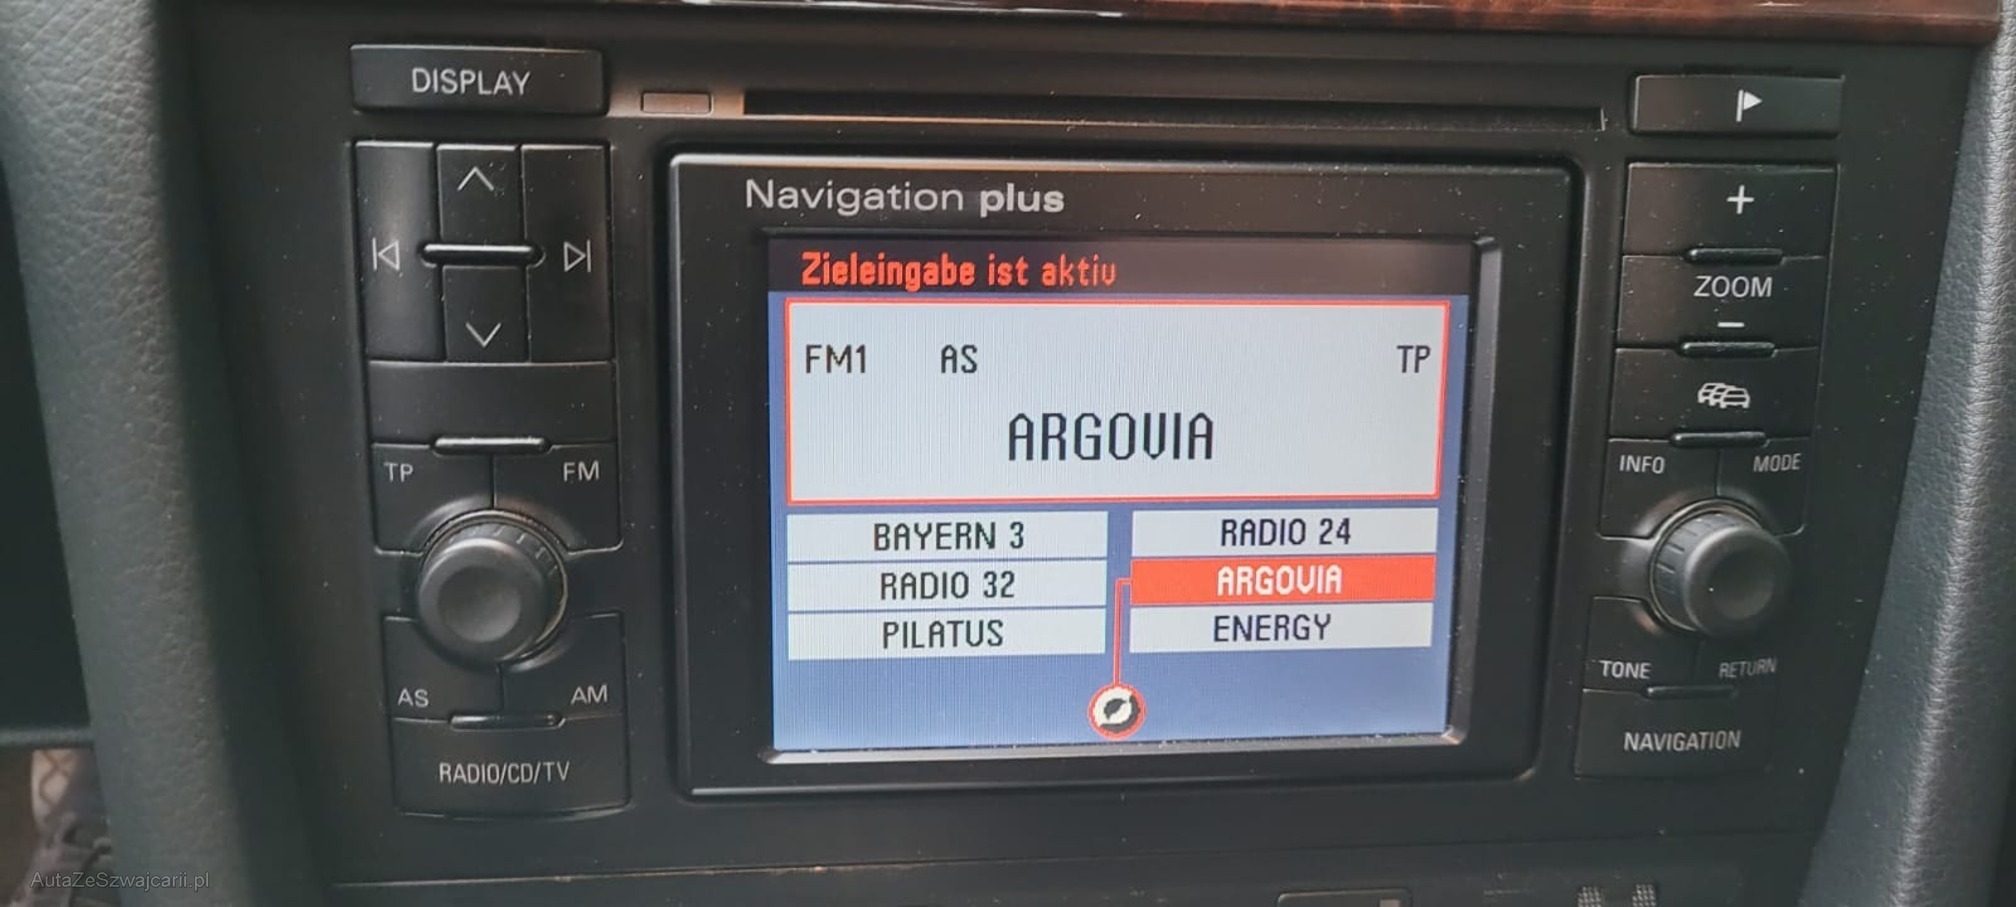 DISPLAY
Navigation plus
Zieleingabe ist aktiv
FM1 AS TP
ARGOVIA
BAYERN 3 RADIO 24
RADIO 32 ARGOVIA
PILATUS ENERGY
TP FM
AS AM
RADIO/CD/TV
+
ZOOM
−
INFO MODE
TONE RETURN
NAVIGATION
AutaZeSzwajcarii.pl